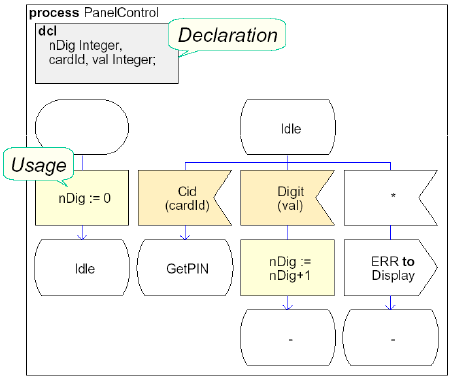 process PanelControl
dcl
nDig Integer,
cardId, val Integer;
Declaration
Idle
Usage
nDig := 0
Cid
(cardId)
Digit
(val)
*
Idle
GetPIN
nDig :=
nDig+1
ERR to
Display
-
-